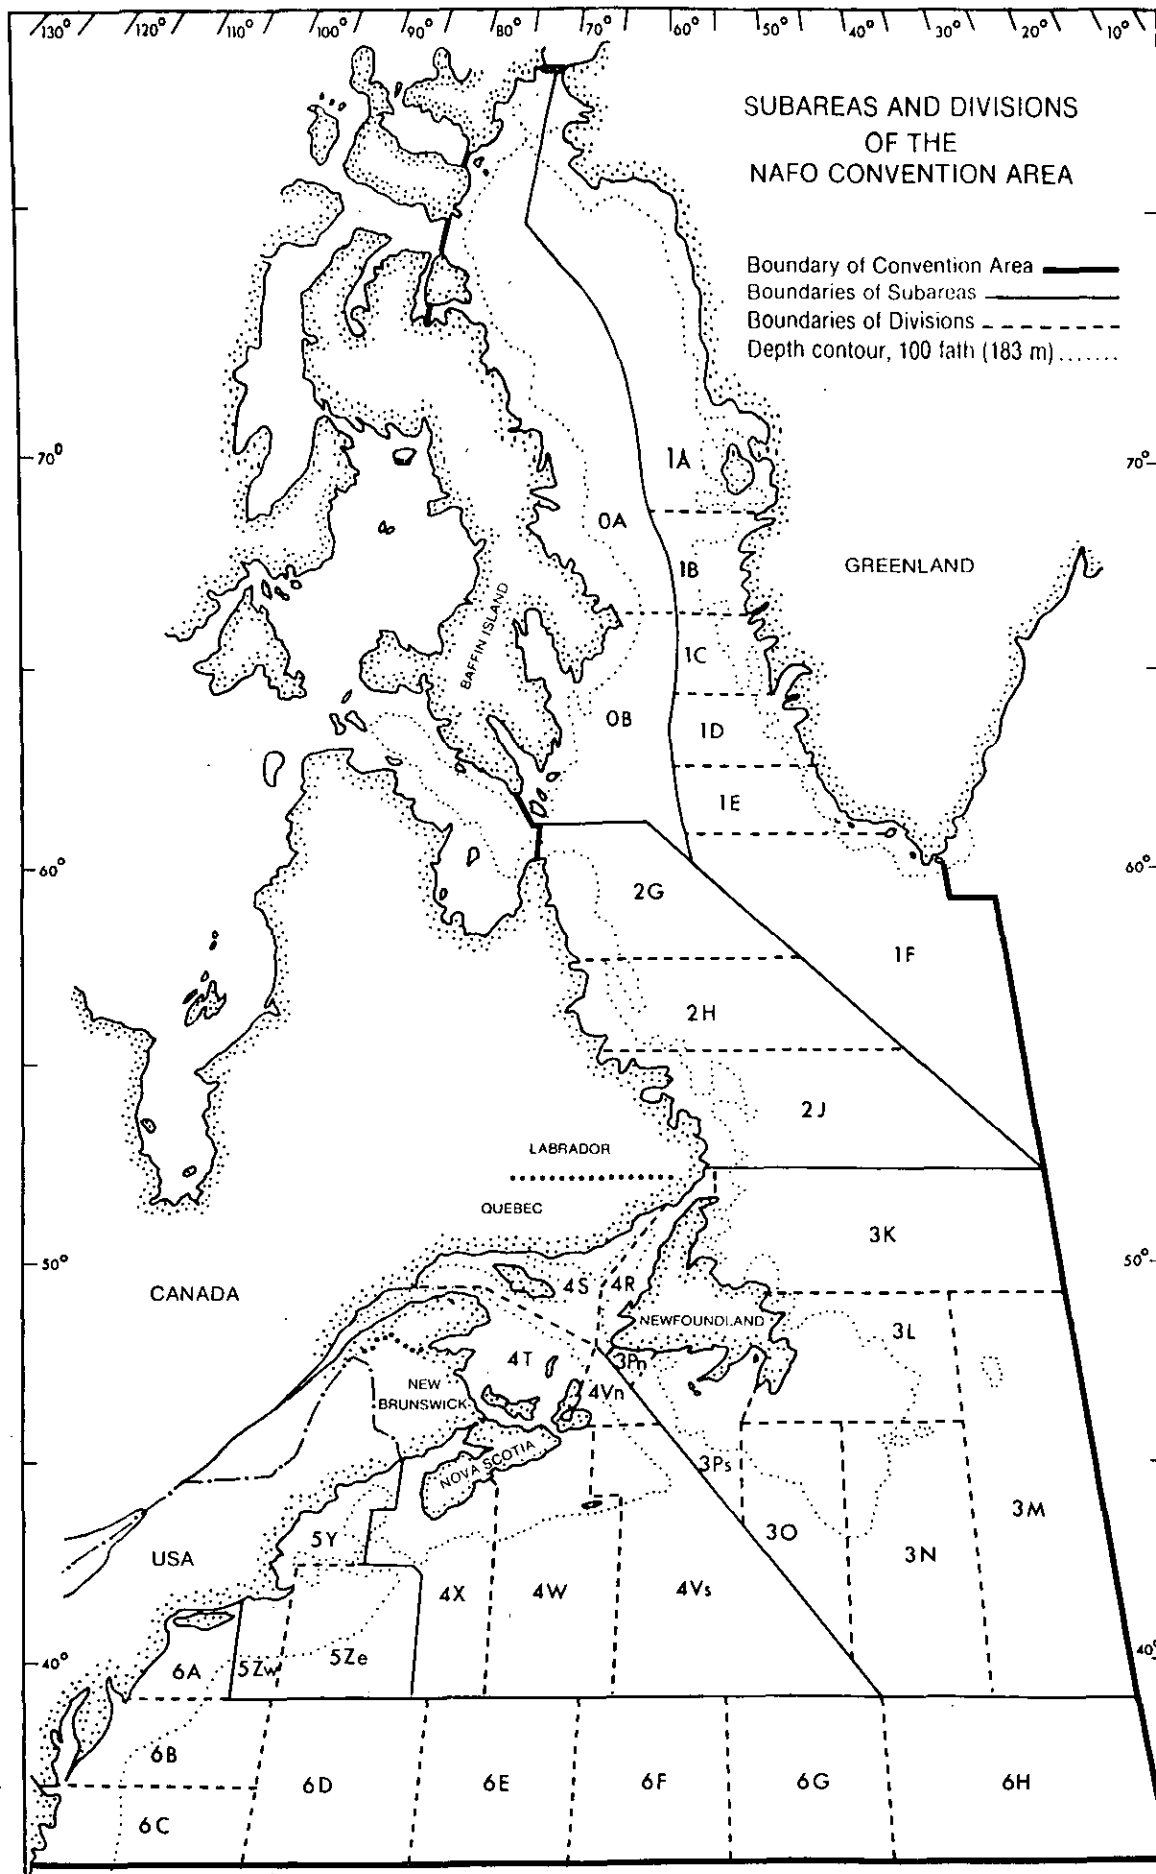 130° 120° 110° 100° 90° 80° 70° 60° 50° 40° 30° 20° 10°
SUBAREAS AND DIVISIONS
OF THE
NAFO CONVENTION AREA
Boundary of Convention Area
Boundaries of Subareas
Boundaries of Divisions
Depth contour, 100 fath (183 m)
70° 1A 70°
0A
1B GREENLAND
BAFFIN ISLAND
1C
0B 1D
1E
60° 60°
2G
1F
2H
2J
LABRADOR
QUEBEC
3K
50° 50°
CANADA 4S 4R
NEWFOUNDLAND 3L
4T 3Pn
NEW
BRUNSWICK 4Vn
NOVA SCOTIA 3Ps
3M
5Y 3O
USA 3N
4X 4W 4Vs
40° 6A 5Zw 5Ze 40°
6B
6D 6E 6F 6G 6H
6C